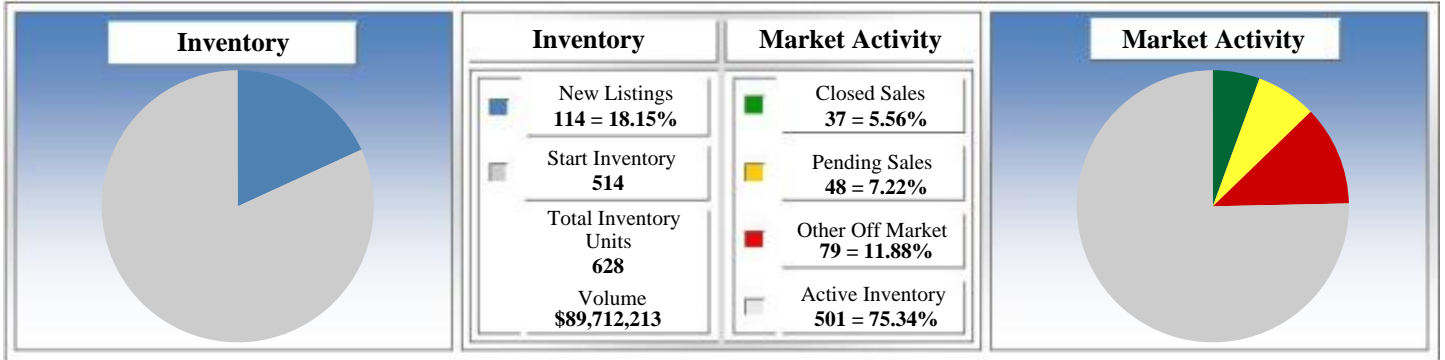 Inventory
Inventory
Market Activity
New Listings
114 = 18.15%
Start Inventory
514
Total Inventory
Units
628
Volume
$89,712,213
Closed Sales
37 = 5.56%
Pending Sales
48 = 7.22%
Other Off Market
79 = 11.88%
Active Inventory
501 = 75.34%
Market Activity